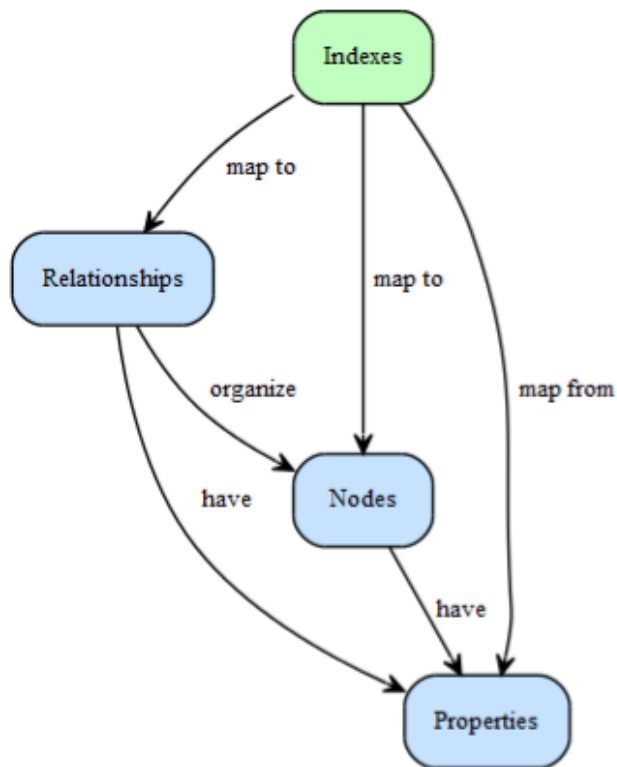 Indexes
map to
Relationships
map to
organize
map from
have
Nodes
have
Properties